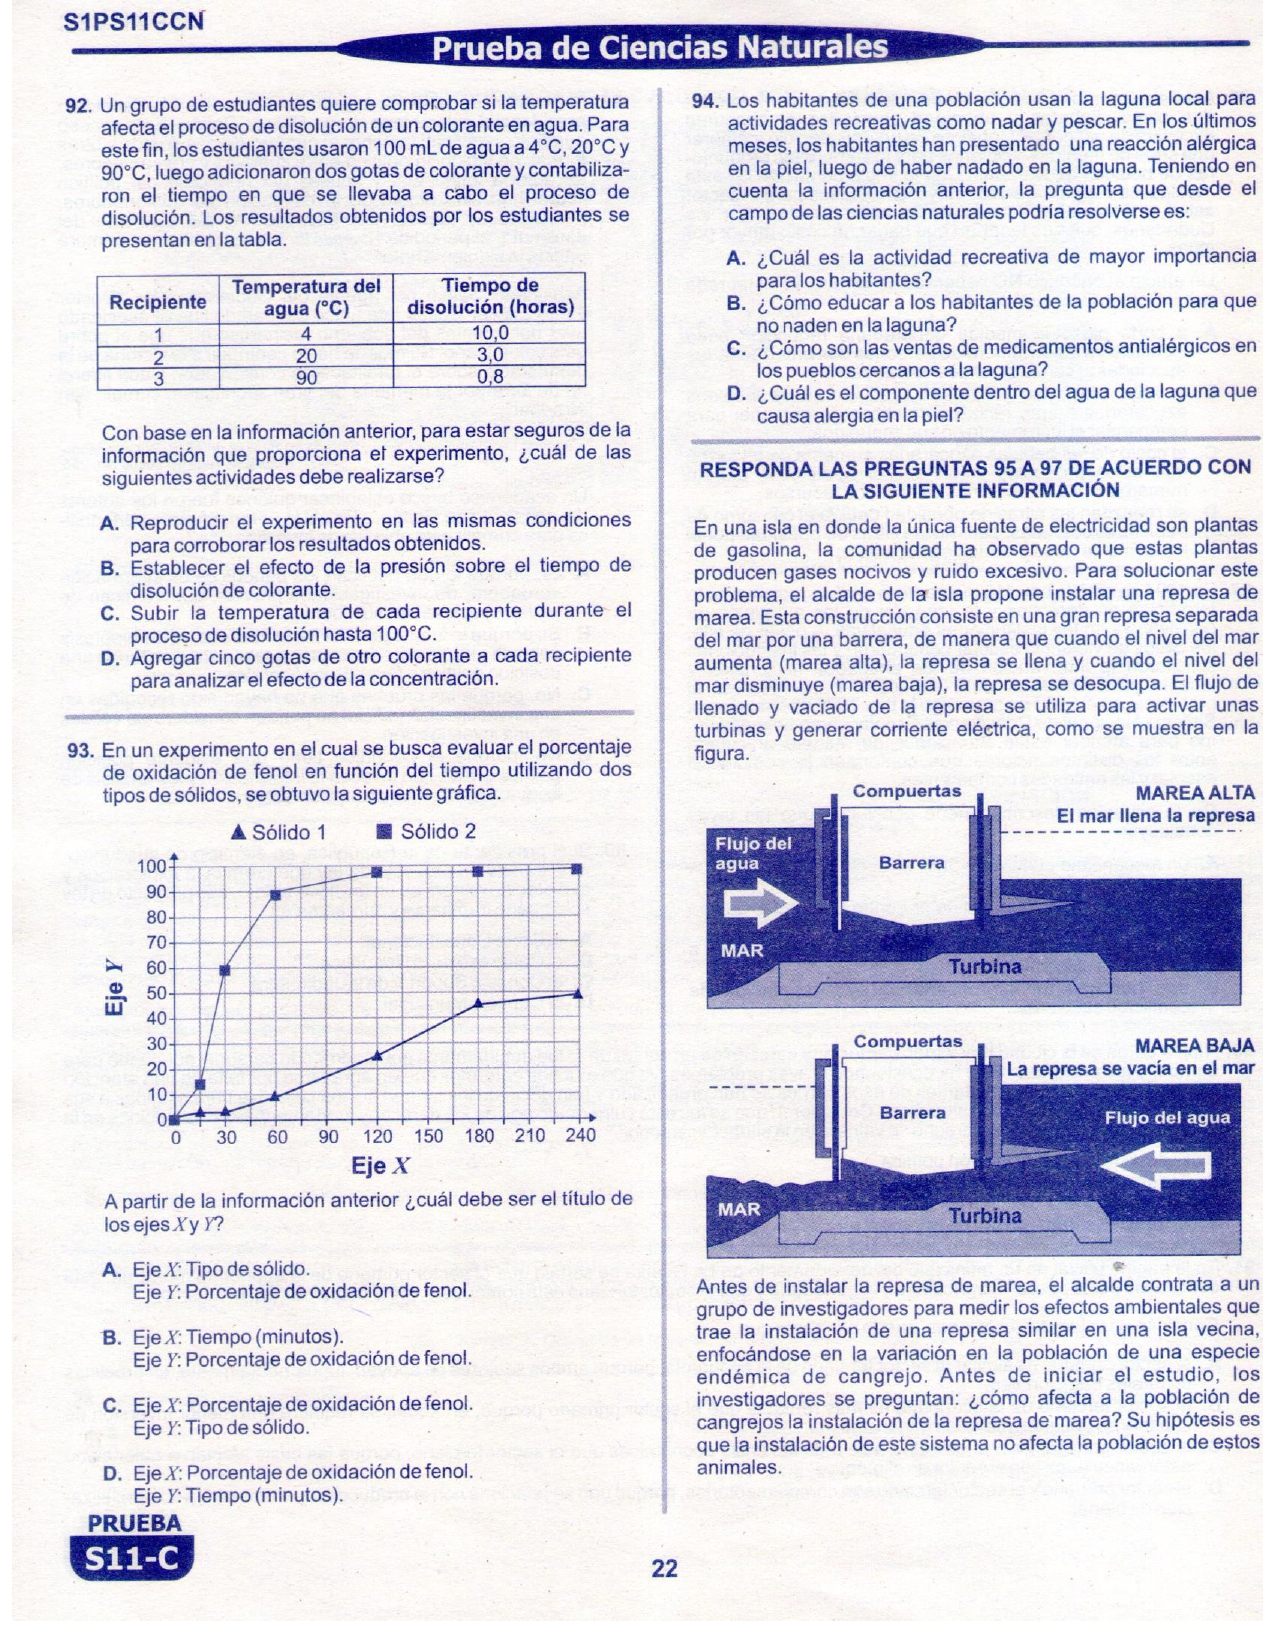 S1PS11CCN
Prueba de Ciencias Naturales
92. Un grupo de estudiantes quiere comprobar si la temperatura
afecta el proceso de disolución de un colorante en agua. Para
este fin, los estudiantes usaron 100 mL de agua a 4°C, 20°C y
90°C, luego adicionaron dos gotas de colorante y contabiliza-
ron el tiempo en que se llevaba a cabo el proceso de
disolución. Los resultados obtenidos por los estudiantes se
presentan en la tabla.
Recipiente | Temperatura del agua (°C) | Tiempo de disolución (horas)
1 | 4 | 10,0
2 | 20 | 3,0
3 | 90 | 0,8
Con base en la información anterior, para estar seguros de la
información que proporciona el experimento, ¿cuál de las
siguientes actividades debe realizarse?
A. Reproducir el experimento en las mismas condiciones
para corroborar los resultados obtenidos.
B. Establecer el efecto de la presión sobre el tiempo de
disolución de colorante.
C. Subir la temperatura de cada recipiente durante el
proceso de disolución hasta 100°C.
D. Agregar cinco gotas de otro colorante a cada recipiente
para analizar el efecto de la concentración.
93. En un experimento en el cual se busca evaluar el porcentaje
de oxidación de fenol en función del tiempo utilizando dos
tipos de sólidos, se obtuvo la siguiente gráfica.
Sólido 1 Sólido 2
100
90
80
70
60
50
40
30
20
10
0
Eje Y
0 30 60 90 120 150 180 210 240
Eje X
A partir de la información anterior ¿cuál debe ser el título de
los ejes X y Y?
A. Eje X: Tipo de sólido.
Eje Y: Porcentaje de oxidación de fenol.
B. Eje X: Tiempo (minutos).
Eje Y: Porcentaje de oxidación de fenol.
C. Eje X: Porcentaje de oxidación de fenol.
Eje Y: Tipo de sólido.
D. Eje X: Porcentaje de oxidación de fenol.
Eje Y: Tiempo (minutos).
94. Los habitantes de una población usan la laguna local para
actividades recreativas como nadar y pescar. En los últimos
meses, los habitantes han presentado una reacción alérgica
en la piel, luego de haber nadado en la laguna. Teniendo en
cuenta la información anterior, la pregunta que desde el
campo de las ciencias naturales podría resolverse es:
A. ¿Cuál es la actividad recreativa de mayor importancia
para los habitantes?
B. ¿Cómo educar a los habitantes de la población para que
no naden en la laguna?
C. ¿Cómo son las ventas de medicamentos antialérgicos en
los pueblos cercanos a la laguna?
D. ¿Cuál es el componente dentro del agua de la laguna que
causa alergia en la piel?
RESPONDA LAS PREGUNTAS 95 A 97 DE ACUERDO CON
LA SIGUIENTE INFORMACIÓN
En una isla en donde la única fuente de electricidad son plantas
de gasolina, la comunidad ha observado que estas plantas
producen gases nocivos y ruido excesivo. Para solucionar este
problema, el alcalde de la isla propone instalar una represa de
marea. Esta construcción consiste en una gran represa separada
del mar por una barrera, de manera que cuando el nivel del mar
aumenta (marea alta), la represa se llena y cuando el nivel del
mar disminuye (marea baja), la represa se desocupa. El flujo de
llenado y vaciado de la represa se utiliza para activar unas
turbinas y generar corriente eléctrica, como se muestra en la
figura.
Compuertas
MAREA ALTA
El mar llena la represa
Flujo del
agua
Barrera
MAR
Turbina
Compuertas
MAREA BAJA
La represa se vacía en el mar
Barrera
Flujo del agua
MAR
Turbina
Antes de instalar la represa de marea, el alcalde contrata a un
grupo de investigadores para medir los efectos ambientales que
trae la instalación de una represa similar en una isla vecina,
enfocándose en la variación en la población de una especie
endémica de cangrejo. Antes de iniciar el estudio, los
investigadores se preguntan: ¿cómo afecta a la población de
cangrejos la instalación de la represa de marea? Su hipótesis es
que la instalación de este sistema no afecta la población de estos
animales.
PRUEBA
S11-C
22